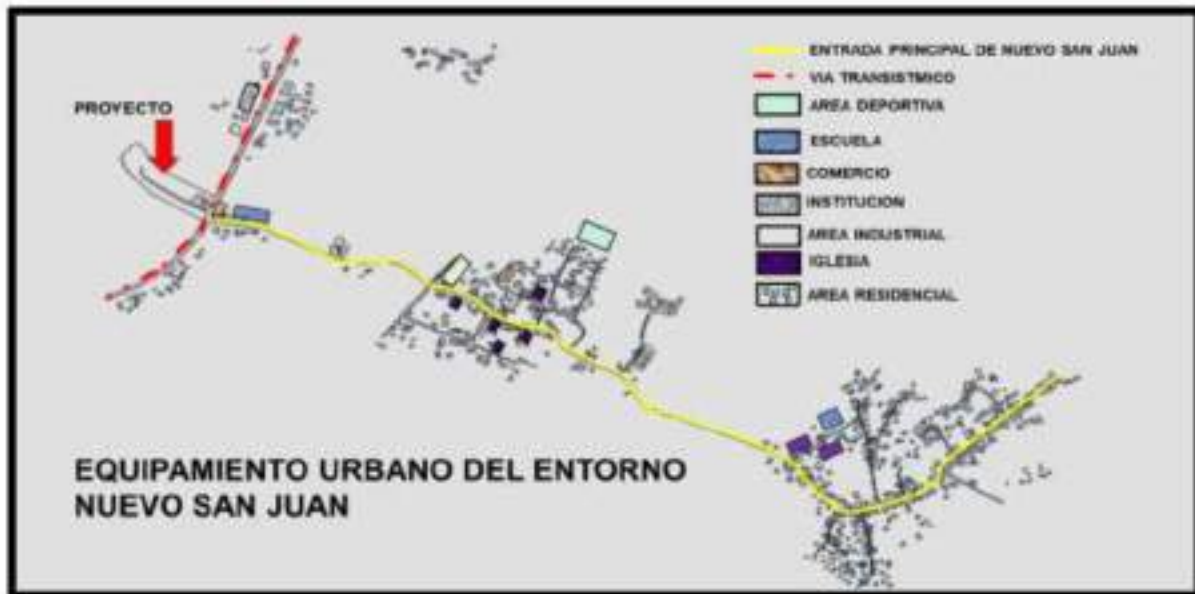 PROYECTO
ENTRADA PRINCIPAL DE NUEVO SAN JUAN
VIA TRANSISTMICO
AREA DEPORTIVA
ESCUELA
COMERCIO
INSTITUCION
AREA INDUSTRIAL
IGLESIA
AREA RESIDENCIAL
EQUIPAMIENTO URBANO DEL ENTORNO
NUEVO SAN JUAN